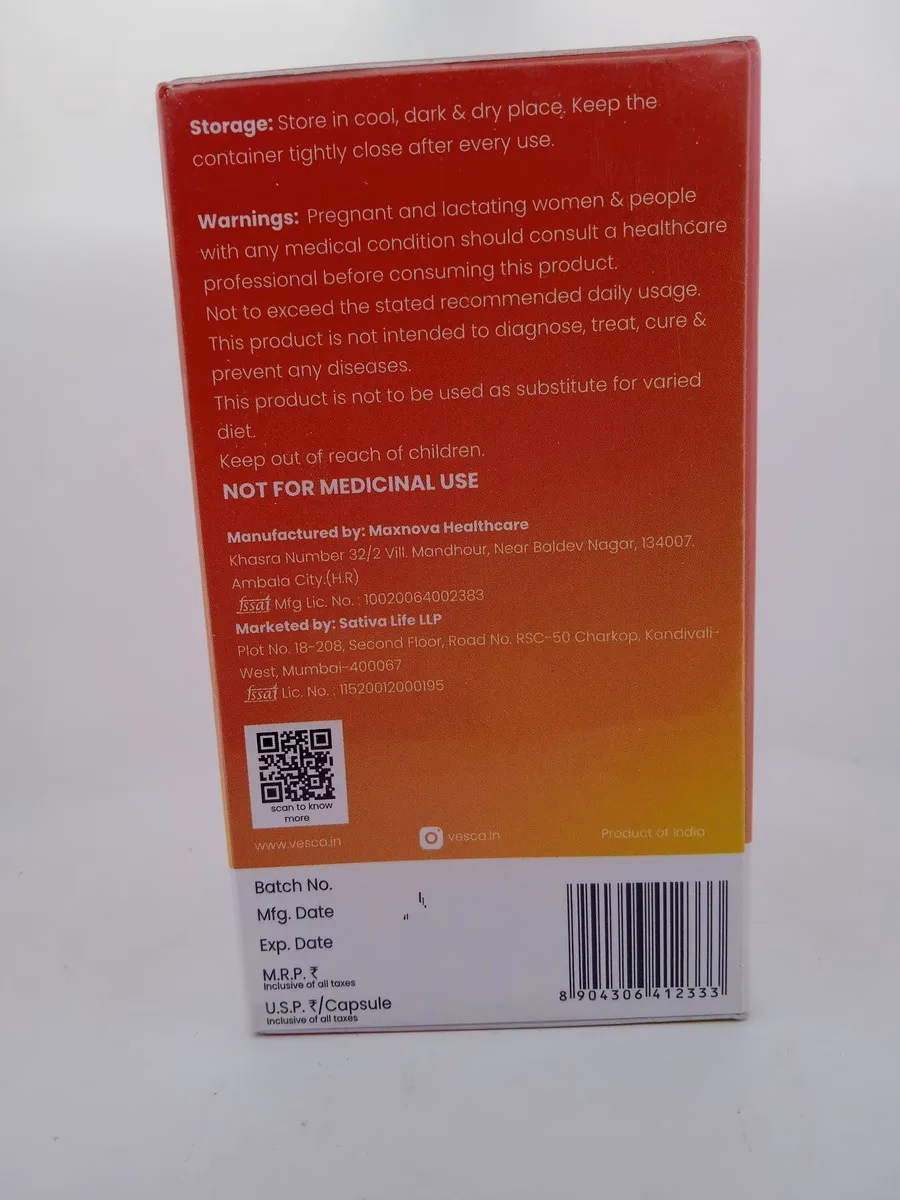 Storage: Store in cool, dark & dry place. Keep the
container tightly close after every use.
Warnings: Pregnant and lactating women & people
with any medical condition should consult a healthcare
professional before consuming this product.
Not to exceed the stated recommended daily usage.
This product is not intended to diagnose, treat, cure &
prevent any diseases.
This product is not to be used as substitute for varied
diet.
Keep out of reach of children.
NOT FOR MEDICINAL USE
Manufactured by: Maxnova Healthcare
Khasra Number 32/2 Vill. Mandhour, Near Baldev Nagar, 134007.
Ambala City.(H.R)
fssai Mfg Lic. No. : 10020064002383
Marketed by: Sativa Life LLP
Plot No. 18-208, Second Floor, Road No. RSC-50 Charkop, Kandivali-
West, Mumbai-400067
fssai Lic. No. : 11520012000195
scan to know
more
www.vesca.in vesca.in Product of India
Batch No.
Mfg. Date
Exp. Date
M.R.P. ₹
Inclusive of all taxes
U.S.P. ₹/Capsule
Inclusive of all taxes
8 904306 412333